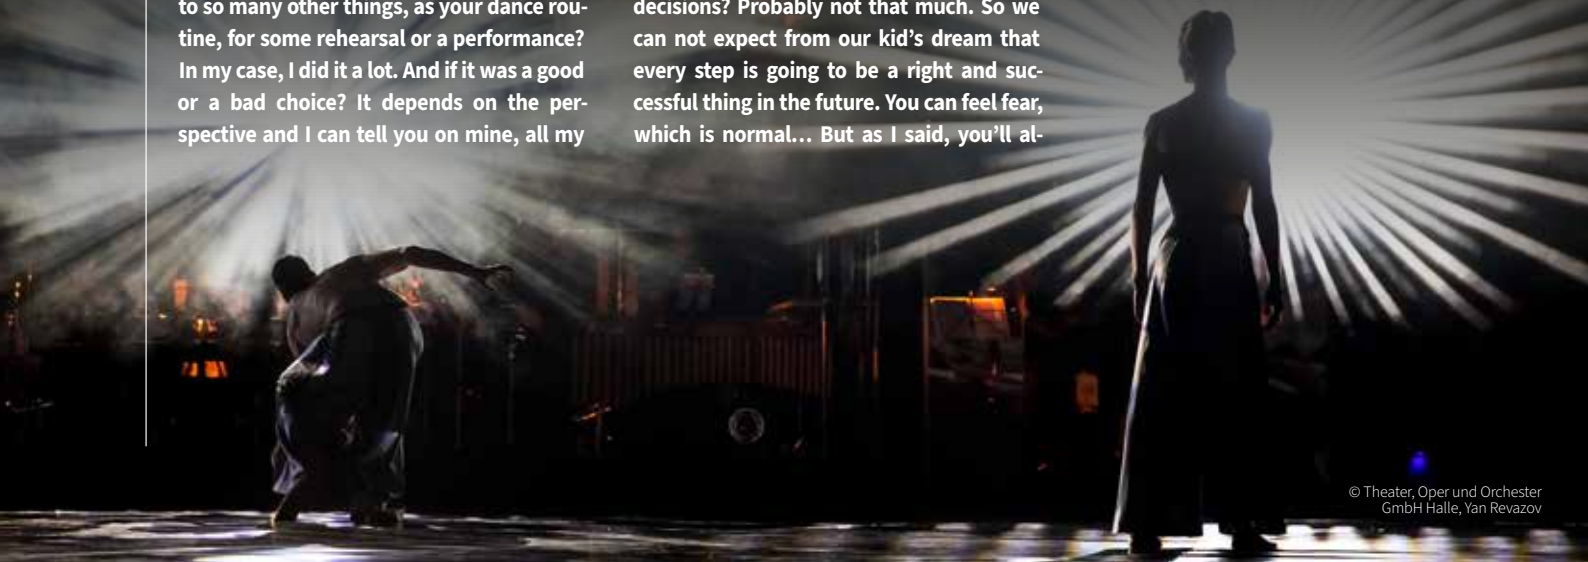 to so many other things, as your dance rou-
tine, for some rehearsal or a performance?
In my case, I did it a lot. And if it was a good
or a bad choice? It depends on the per-
spective and I can tell you on mine, all my
decisions? Probably not that much. So we
can not expect from our kid’s dream that
every step is going to be a right and suc-
cessful thing in the future. You can feel fear,
which is normal… But as I said, you’ll al-
© Theater, Oper und Orchester
GmbH Halle, Yan Revazov